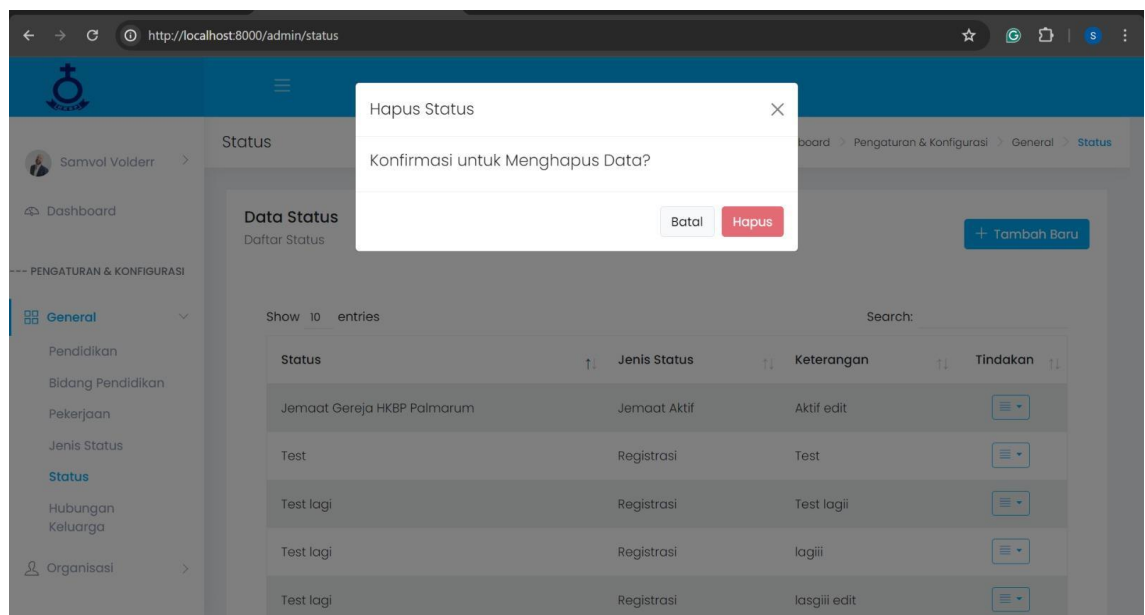 http://localhost:8000/admin/status
S
Hapus Status
Konfirmasi untuk Menghapus Data?
Batal Hapus
Samvol Volderr
Dashboard
--- PENGATURAN & KONFIGURASI
General
Pendidikan
Bidang Pendidikan
Pekerjaan
Jenis Status
Status
Hubungan
Keluarga
Organisasi
Status
board > Pengaturan & Konfigurasi > General > Status
Data Status
Daftar Status
+ Tambah Baru
Show 10 entries
Search:
Status Jenis Status Keterangan Tindakan
Jemaat Gereja HKBP Palmarum Jemaat Aktif Aktif edit
Test Registrasi Test
Test lagi Registrasi Test lagii
Test lagi Registrasi lagiii
Test lagi Registrasi lasgiii edit